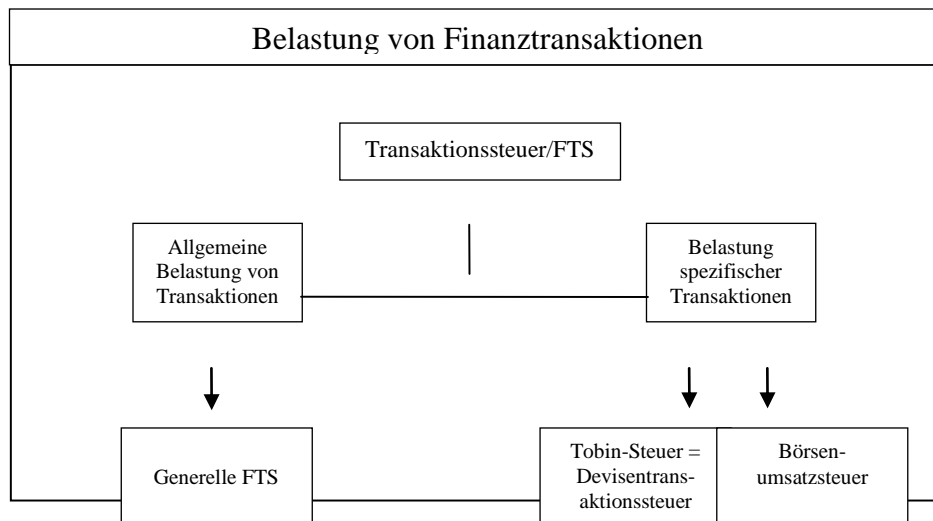 Belastung von Finanztransaktionen
Transaktionssteuer/FTS
Allgemeine
Belastung von
Transaktionen
Belastung
spezifischer
Transaktionen
Generelle FTS
Tobin-Steuer =
Devisentrans-
aktionssteuer
Börsen-
umsatzsteuer